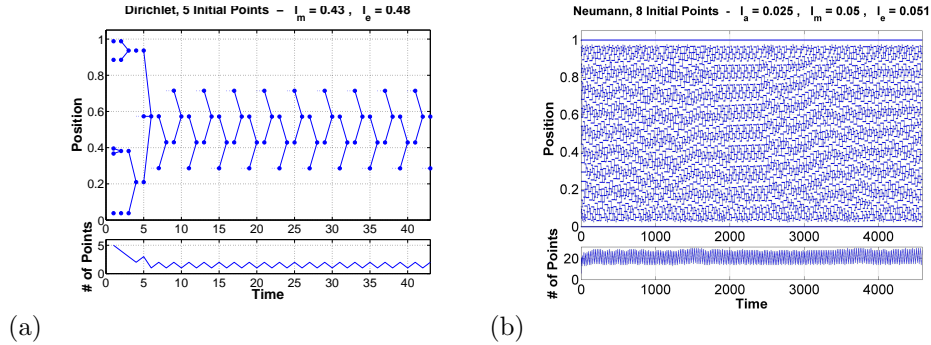 Dirichlet, 5 Initial Points - l_m = 0.43 , l_e = 0.48
1
0.8
0.6
0.4
0.2
0
Position
0 5 10 15 20 25 30 35 40
5
0
# of Points
0 5 10 15 20 25 30 35 40
Time
(a)
Neumann, 8 Initial Points - l_a = 0.025 , l_m = 0.05 , l_e = 0.051
1
0.8
0.6
0.4
0.2
0
Position
0 1000 2000 3000 4000
20
0
# of Points
0 1000 2000 3000 4000
Time
(b)